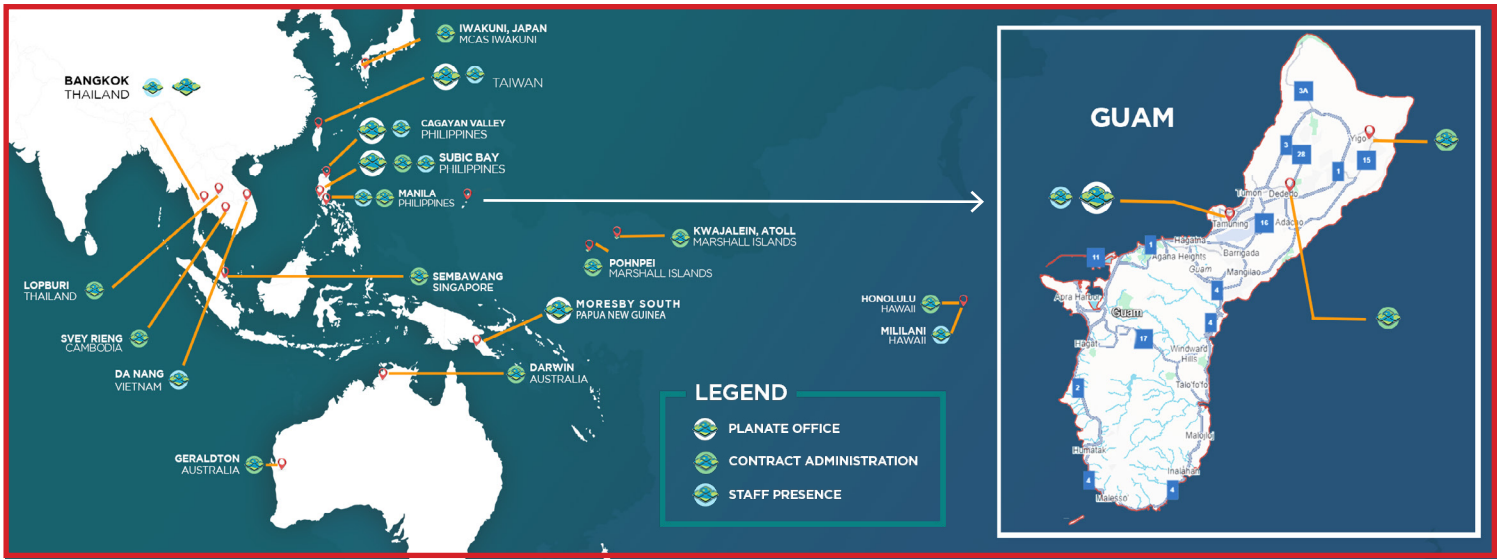 IWAKUNI, JAPAN
MCAS IWAKUNI
BANGKOK
THAILAND
TAIWAN
CAGAYAN VALLEY
PHILIPPINES
SUBIC BAY
PHILIPPINES
MANILA
PHILIPPINES
KWAJALEIN, ATOLL
MARSHALL ISLANDS
POHNPEI
MARSHALL ISLANDS
LOPBURI
THAILAND
SEMBAWANG
SINGAPORE
MORESBY SOUTH
PAPUA NEW GUINEA
HONOLULU
HAWAII
MILILANI
HAWAII
SVEY RIENG
CAMBODIA
DA NANG
VIETNAM
DARWIN
AUSTRALIA
GERALDTON
AUSTRALIA
LEGEND
PLANATE OFFICE
CONTRACT ADMINISTRATION
STAFF PRESENCE
GUAM
3A
Yigo
3
28
15
1
Tumon
Dededo
Tamuning
16
Adacao
1
Hagatna
Barrigada
11
Agana Heights
Guam
Mangilao
Apra Harbor
4
Guam
4
17
Hagat
Windward
Hills
2
Talo'fo'fo
Malojloj
Humatak
Inalahan
4
4
Malesso